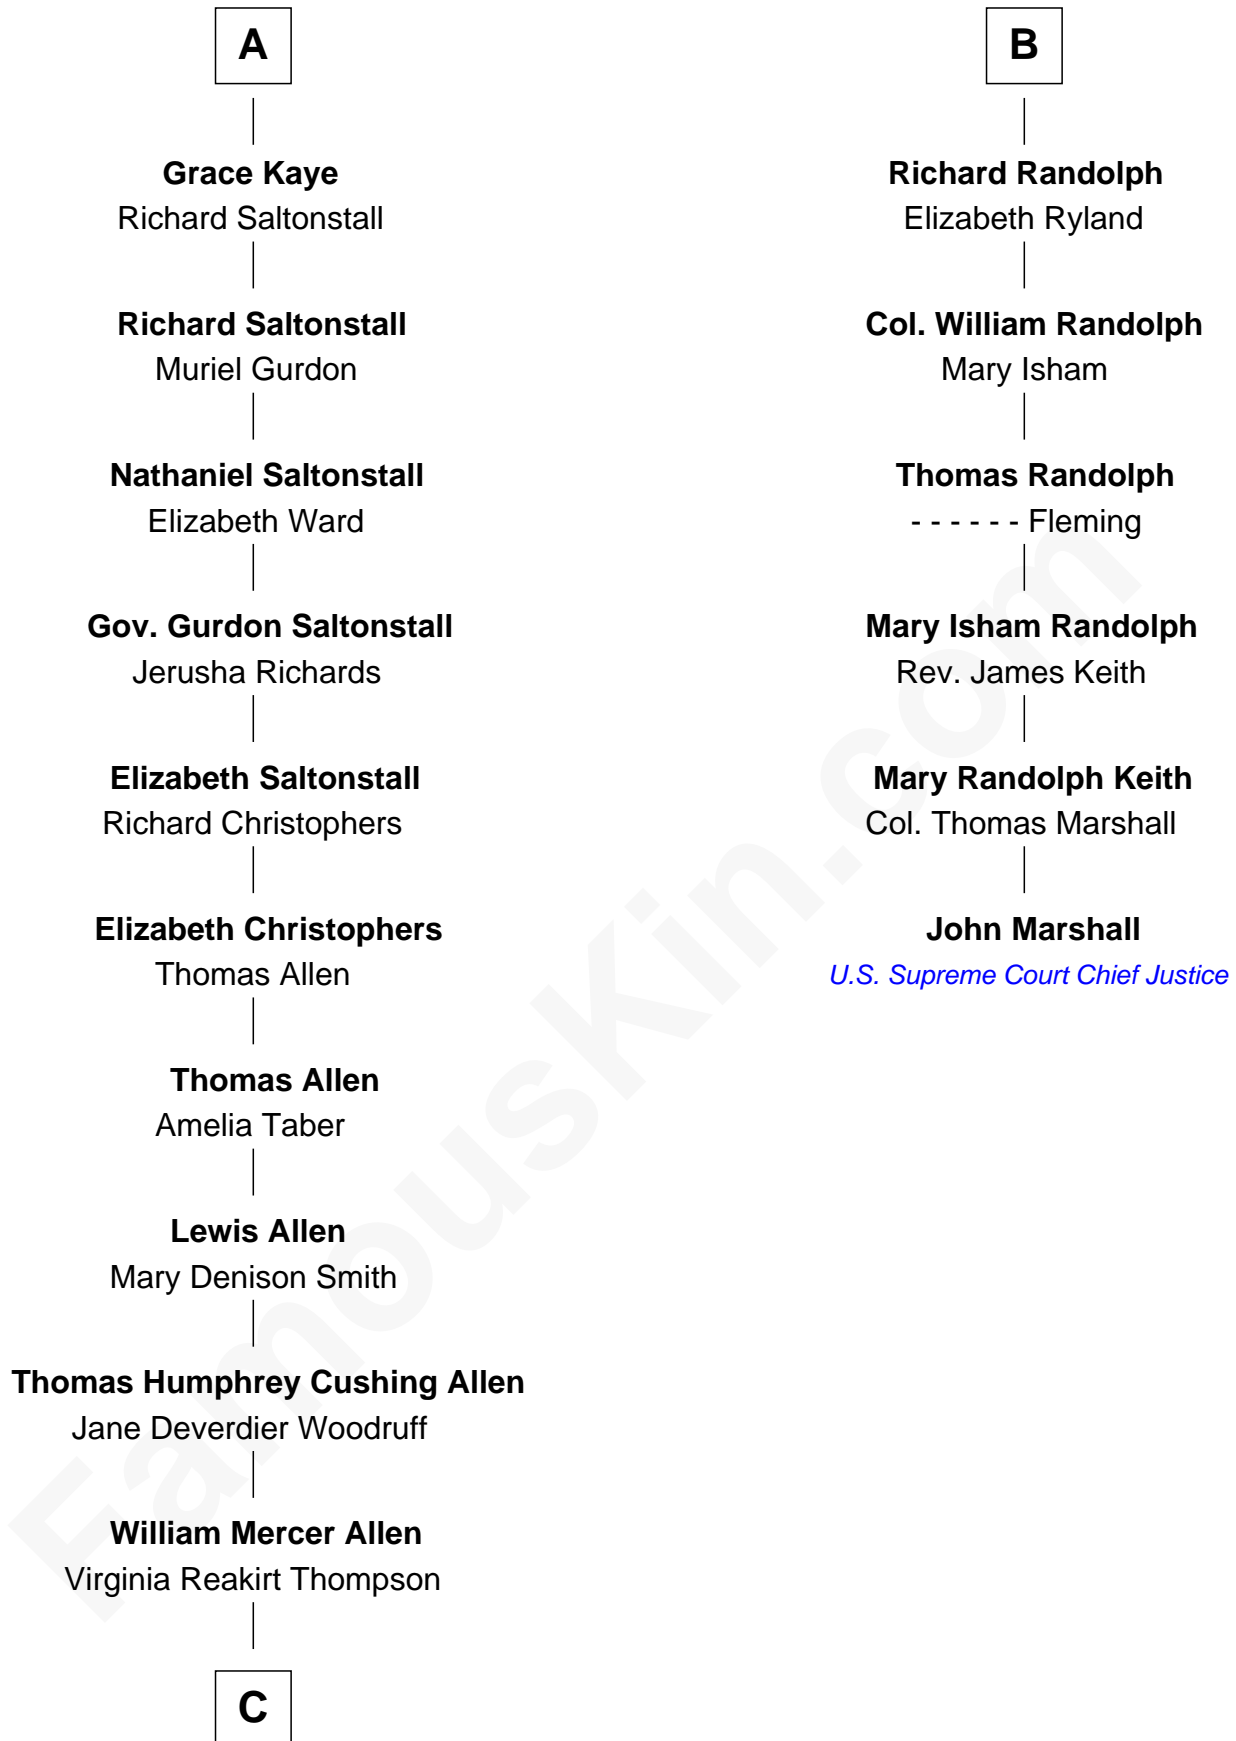 A
Grace Kaye
Richard Saltonstall
Richard Saltonstall
Muriel Gurdon
Nathaniel Saltonstall
Elizabeth Ward
Gov. Gurdon Saltonstall
Jerusha Richards
Elizabeth Saltonstall
Richard Christophers
Elizabeth Christophers
Thomas Allen
Thomas Allen
Amelia Taber
Lewis Allen
Mary Denison Smith
Thomas Humphrey Cushing Allen
Jane Deverdier Woodruff
William Mercer Allen
Virginia Reakirt Thompson
C
B
Richard Randolph
Elizabeth Ryland
Col. William Randolph
Mary Isham
Thomas Randolph
- - - - - - Fleming
Mary Isham Randolph
Rev. James Keith
Mary Randolph Keith
Col. Thomas Marshall
John Marshall
U.S. Supreme Court Chief Justice
FamousKin.com